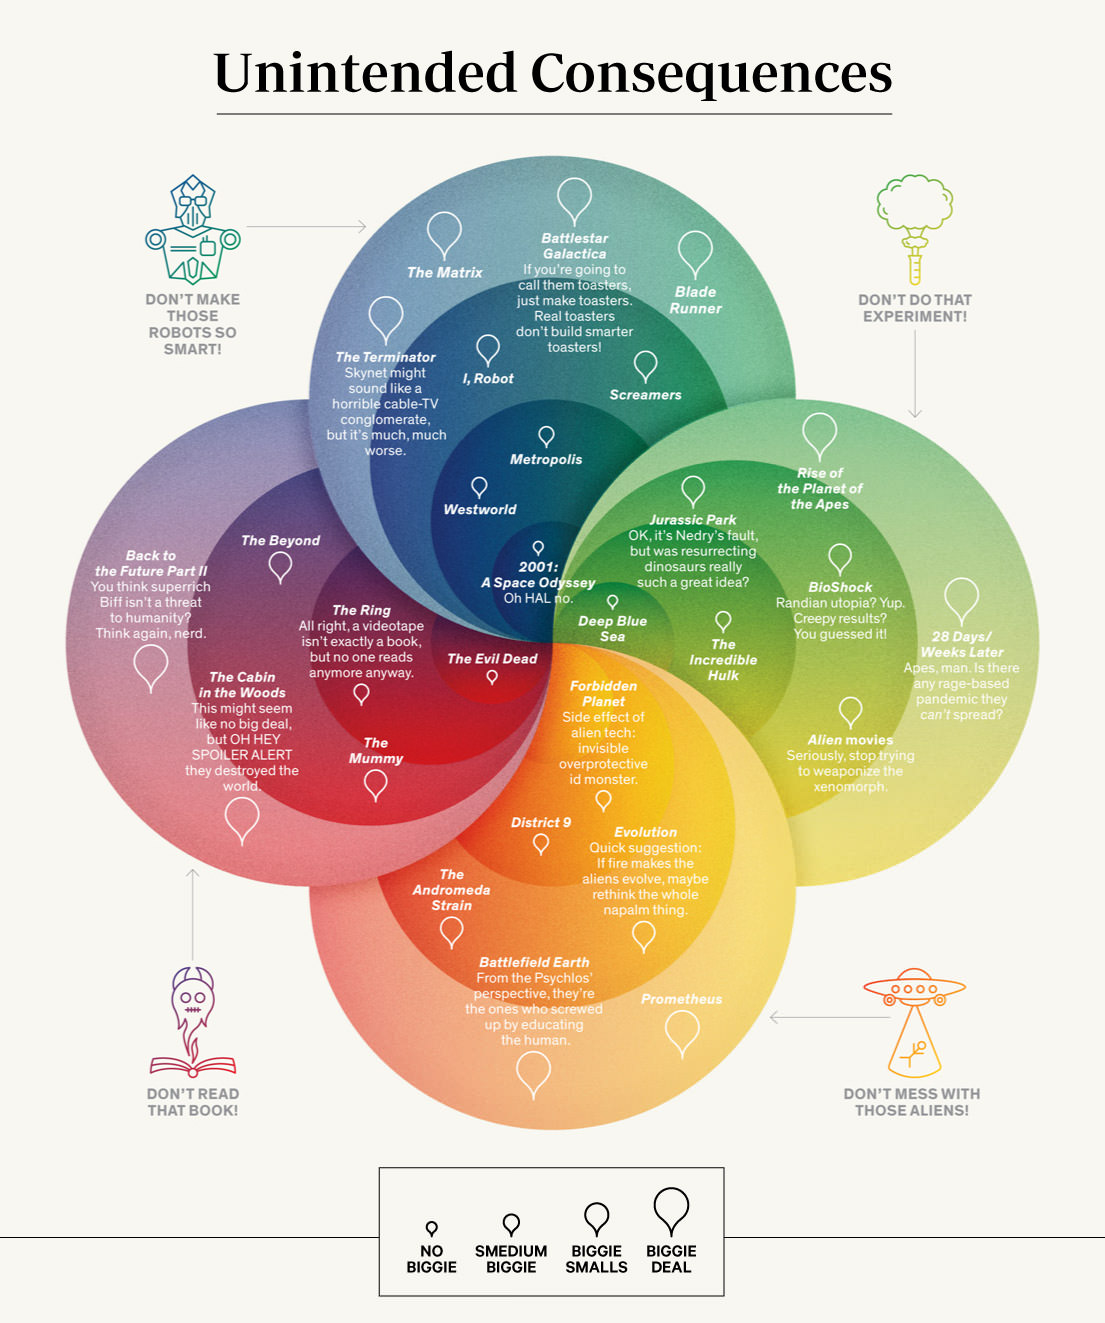 Unintended Consequences
DON'T MAKE
THOSE
ROBOTS SO
SMART!
DON'T DO THAT
EXPERIMENT!
The Matrix
Battlestar
Galactica
If you're going to
call them toasters,
just make toasters.
Real toasters
don't build smarter
toasters!
Blade
Runner
The Terminator
Skynet might
sound like a
horrible cable-TV
conglomerate,
but it's much, much
worse.
I, Robot
Screamers
Metropolis
Westworld
2001:
A Space Odyssey
Oh HAL no.
Rise of
the Planet of
the Apes
Jurassic Park
OK, it's Nedry's fault,
but was resurrecting
dinosaurs really
such a great idea?
BioShock
Randian utopia? Yup.
Creepy results?
You guessed it!
28 Days/
Weeks Later
Apes, man. Is there
any rage-based
pandemic they
can't spread?
Deep Blue
Sea
The
Incredible
Hulk
Alien movies
Seriously, stop trying
to weaponize the
xenomorph.
Back to
the Future Part II
You think superrich
Biff isn't a threat
to humanity?
Think again, nerd.
The Beyond
The Ring
All right, a videotape
isn't exactly a book,
but no one reads
anymore anyway.
The Evil Dead
The Cabin
in the Woods
This might seem
like no big deal,
but OH HEY
SPOILER ALERT
they destroyed the
world.
The
Mummy
Forbidden
Planet
Side effect of
alien tech:
invisible
overprotective
id monster.
District 9
Evolution
Quick suggestion:
If fire makes the
aliens evolve, maybe
rethink the whole
napalm thing.
The
Andromeda
Strain
Battlefield Earth
From the Psychlos'
perspective, they're
the ones who screwed
up by educating
the human.
Prometheus
DON'T READ
THAT BOOK!
DON'T MESS WITH
THOSE ALIENS!
NO
BIGGIE
SMEDIUM
BIGGIE
BIGGIE
SMALLS
BIGGIE
DEAL